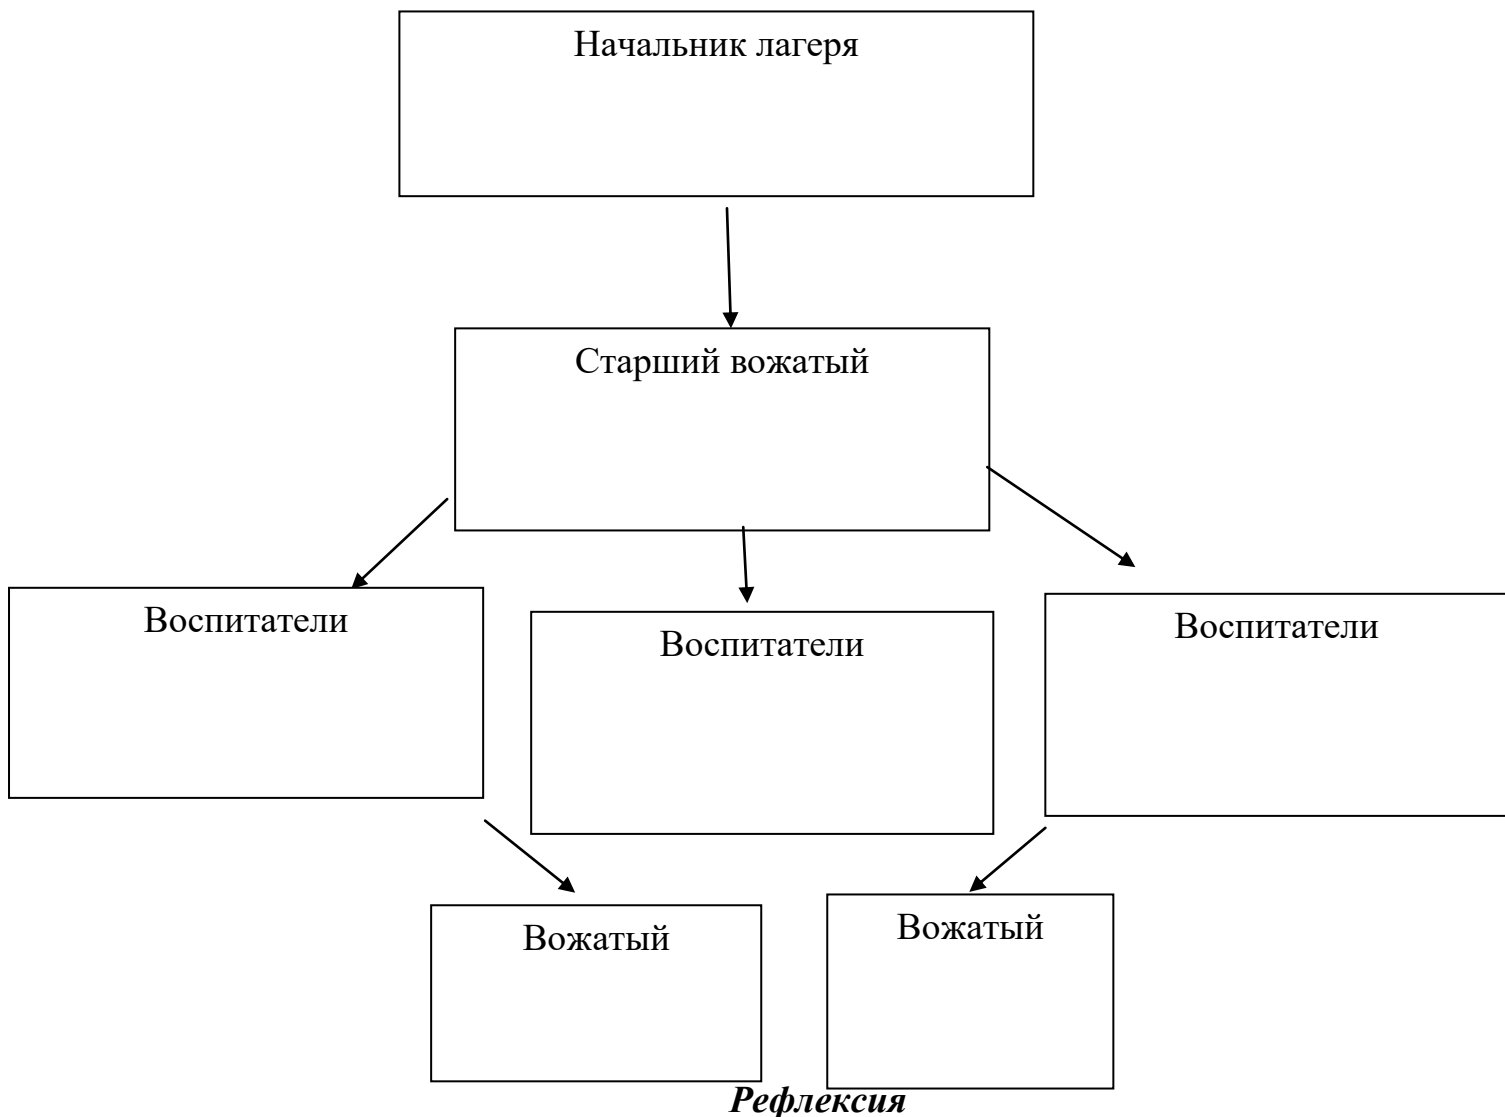 Начальник лагеря
Старший вожатый
Воспитатели
Воспитатели
Воспитатели
Вожатый
Вожатый
Рефлексия